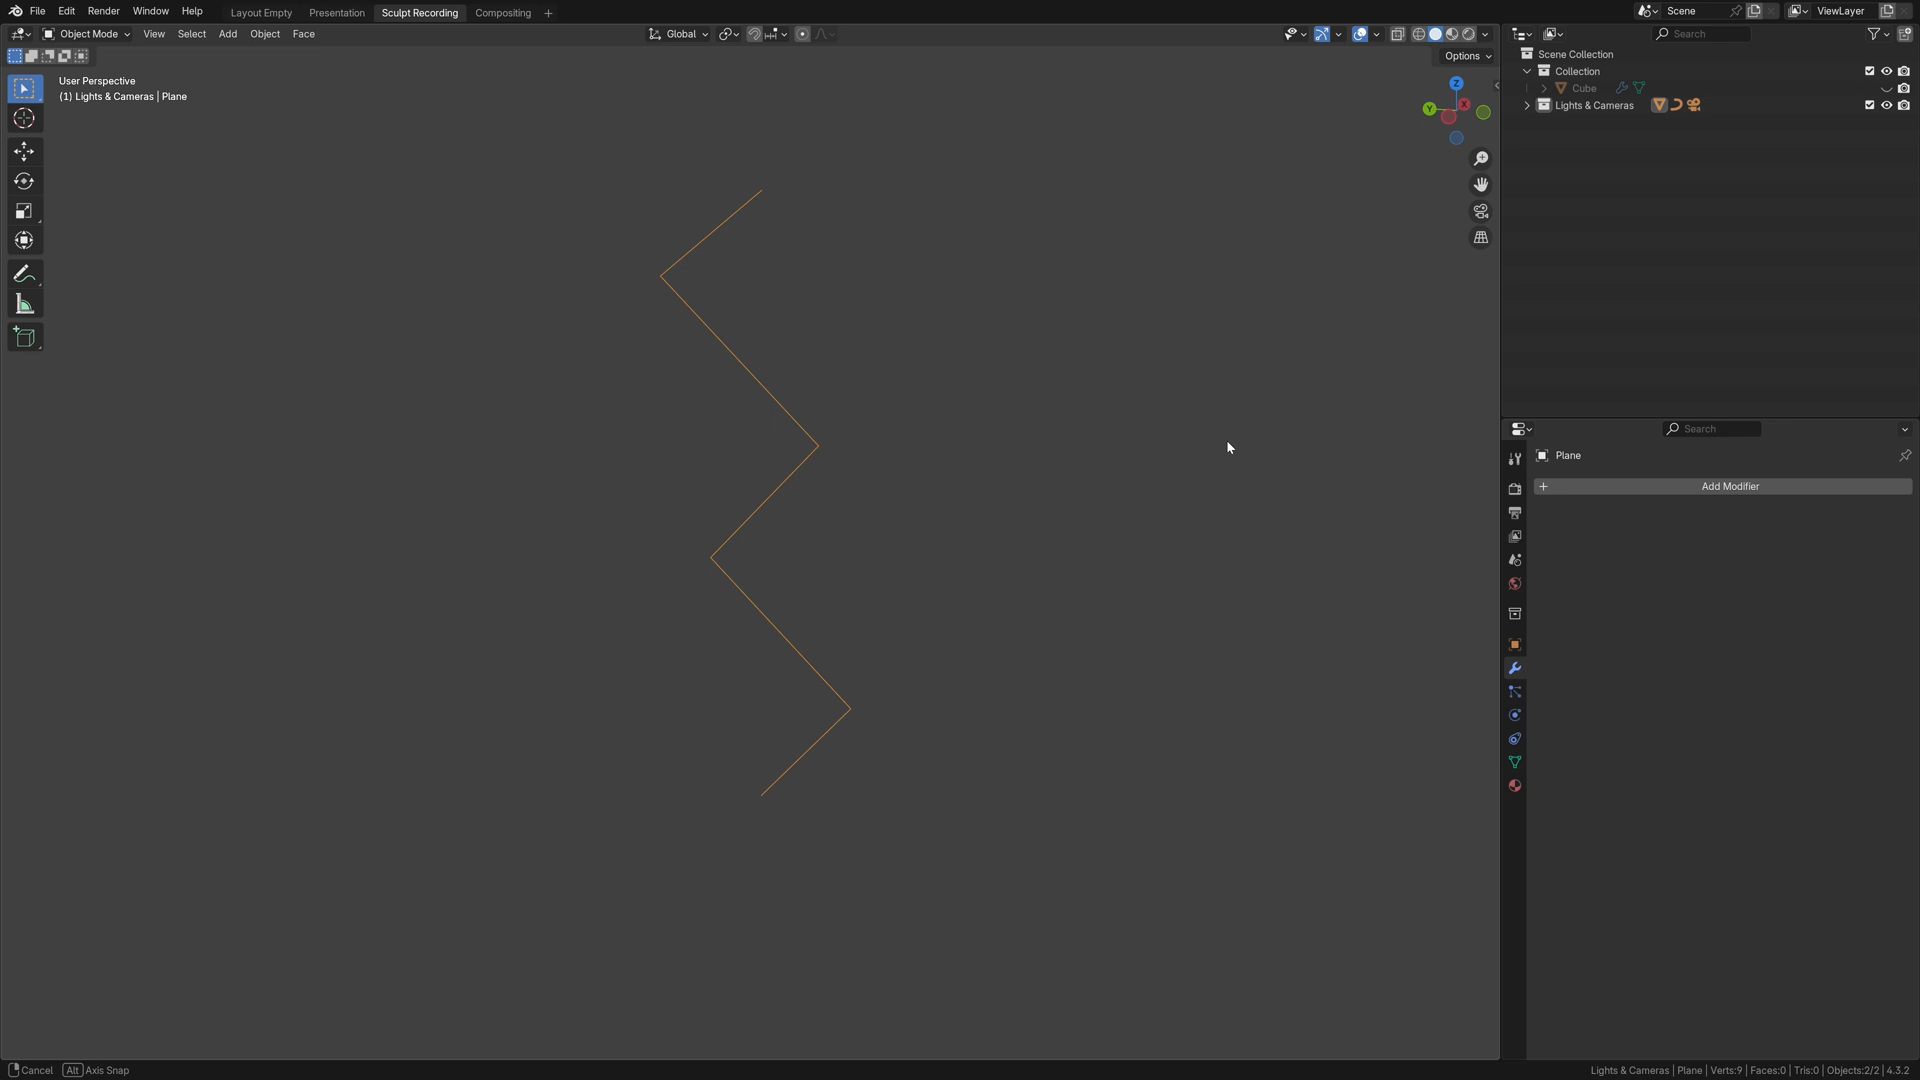 File Edit Render Window Help Layout Empty Presentation Sculpt Recording Compositing + Scene ViewLayer
Object Mode View Select Add Object Face Global Search
Options
User Perspective
(1) Lights & Cameras | Plane
Z
Y X
Scene Collection
Collection
Cube
Lights & Cameras
Search
Plane
+ Add Modifier
Cancel Alt Axis Snap Lights & Cameras | Plane | Verts:9 | Faces:0 | Tris:0 | Objects:2/2 | 4.3.2